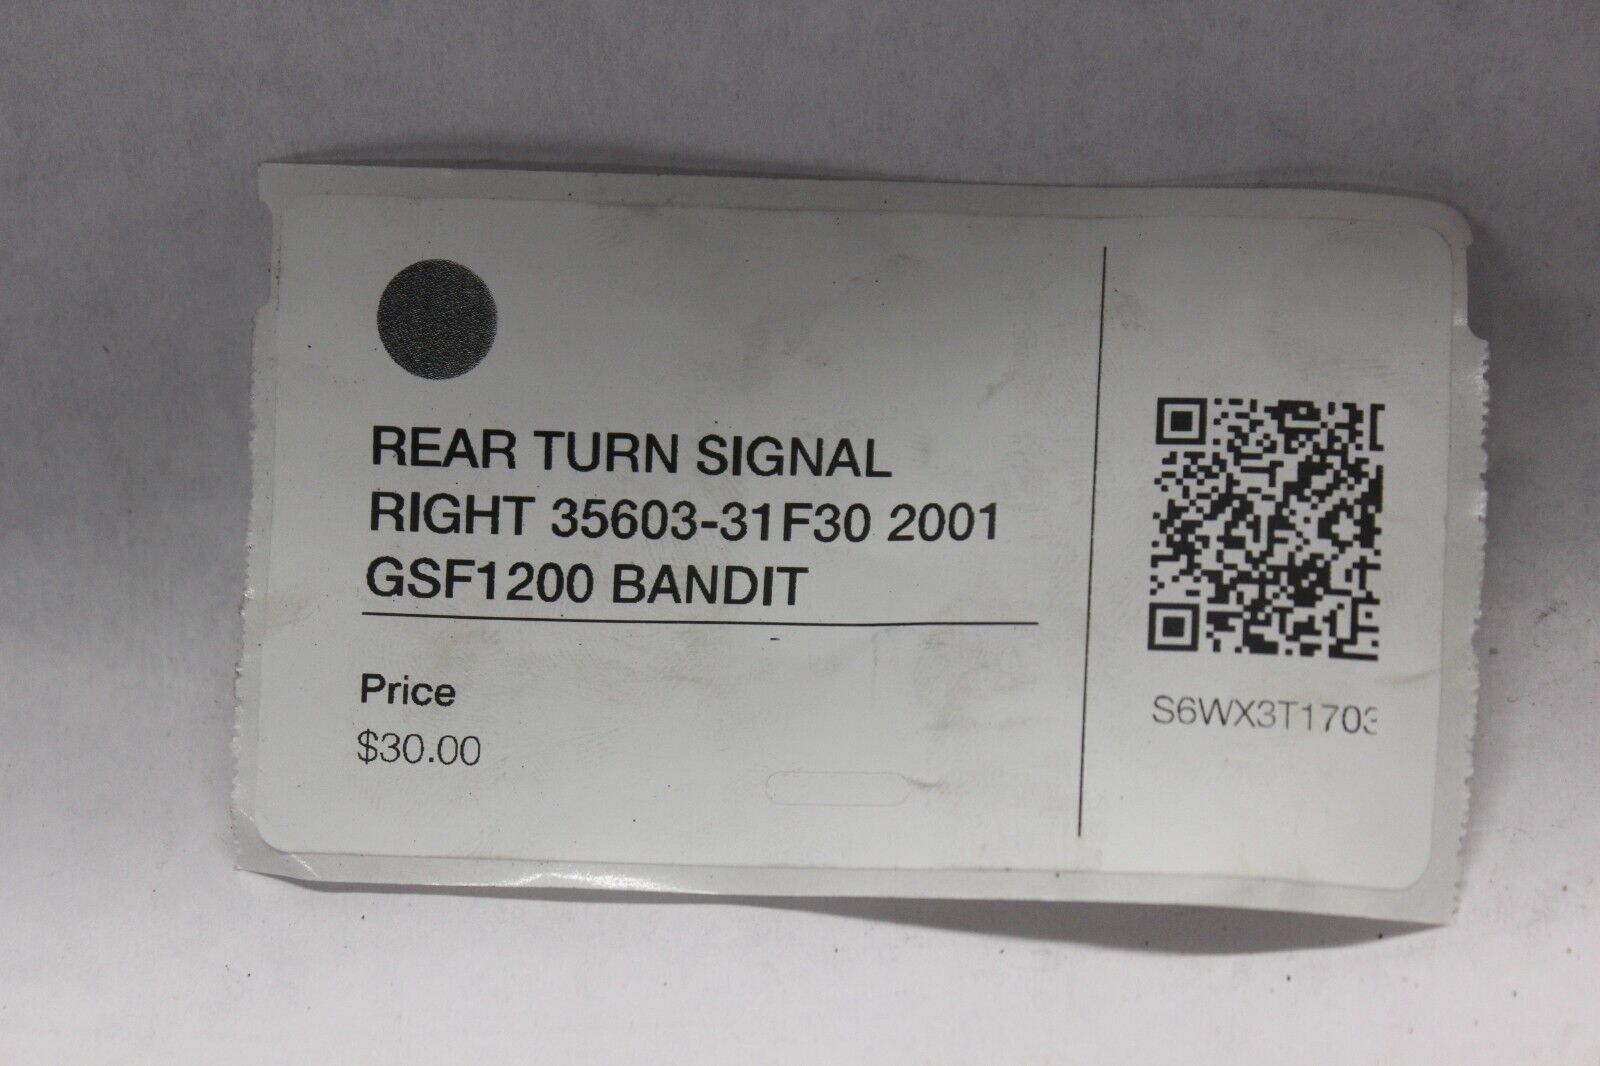 REAR TURN SIGNAL
RIGHT 35603-31F30 2001
GSF1200 BANDIT
Price
$30.00
S6WX3T1703